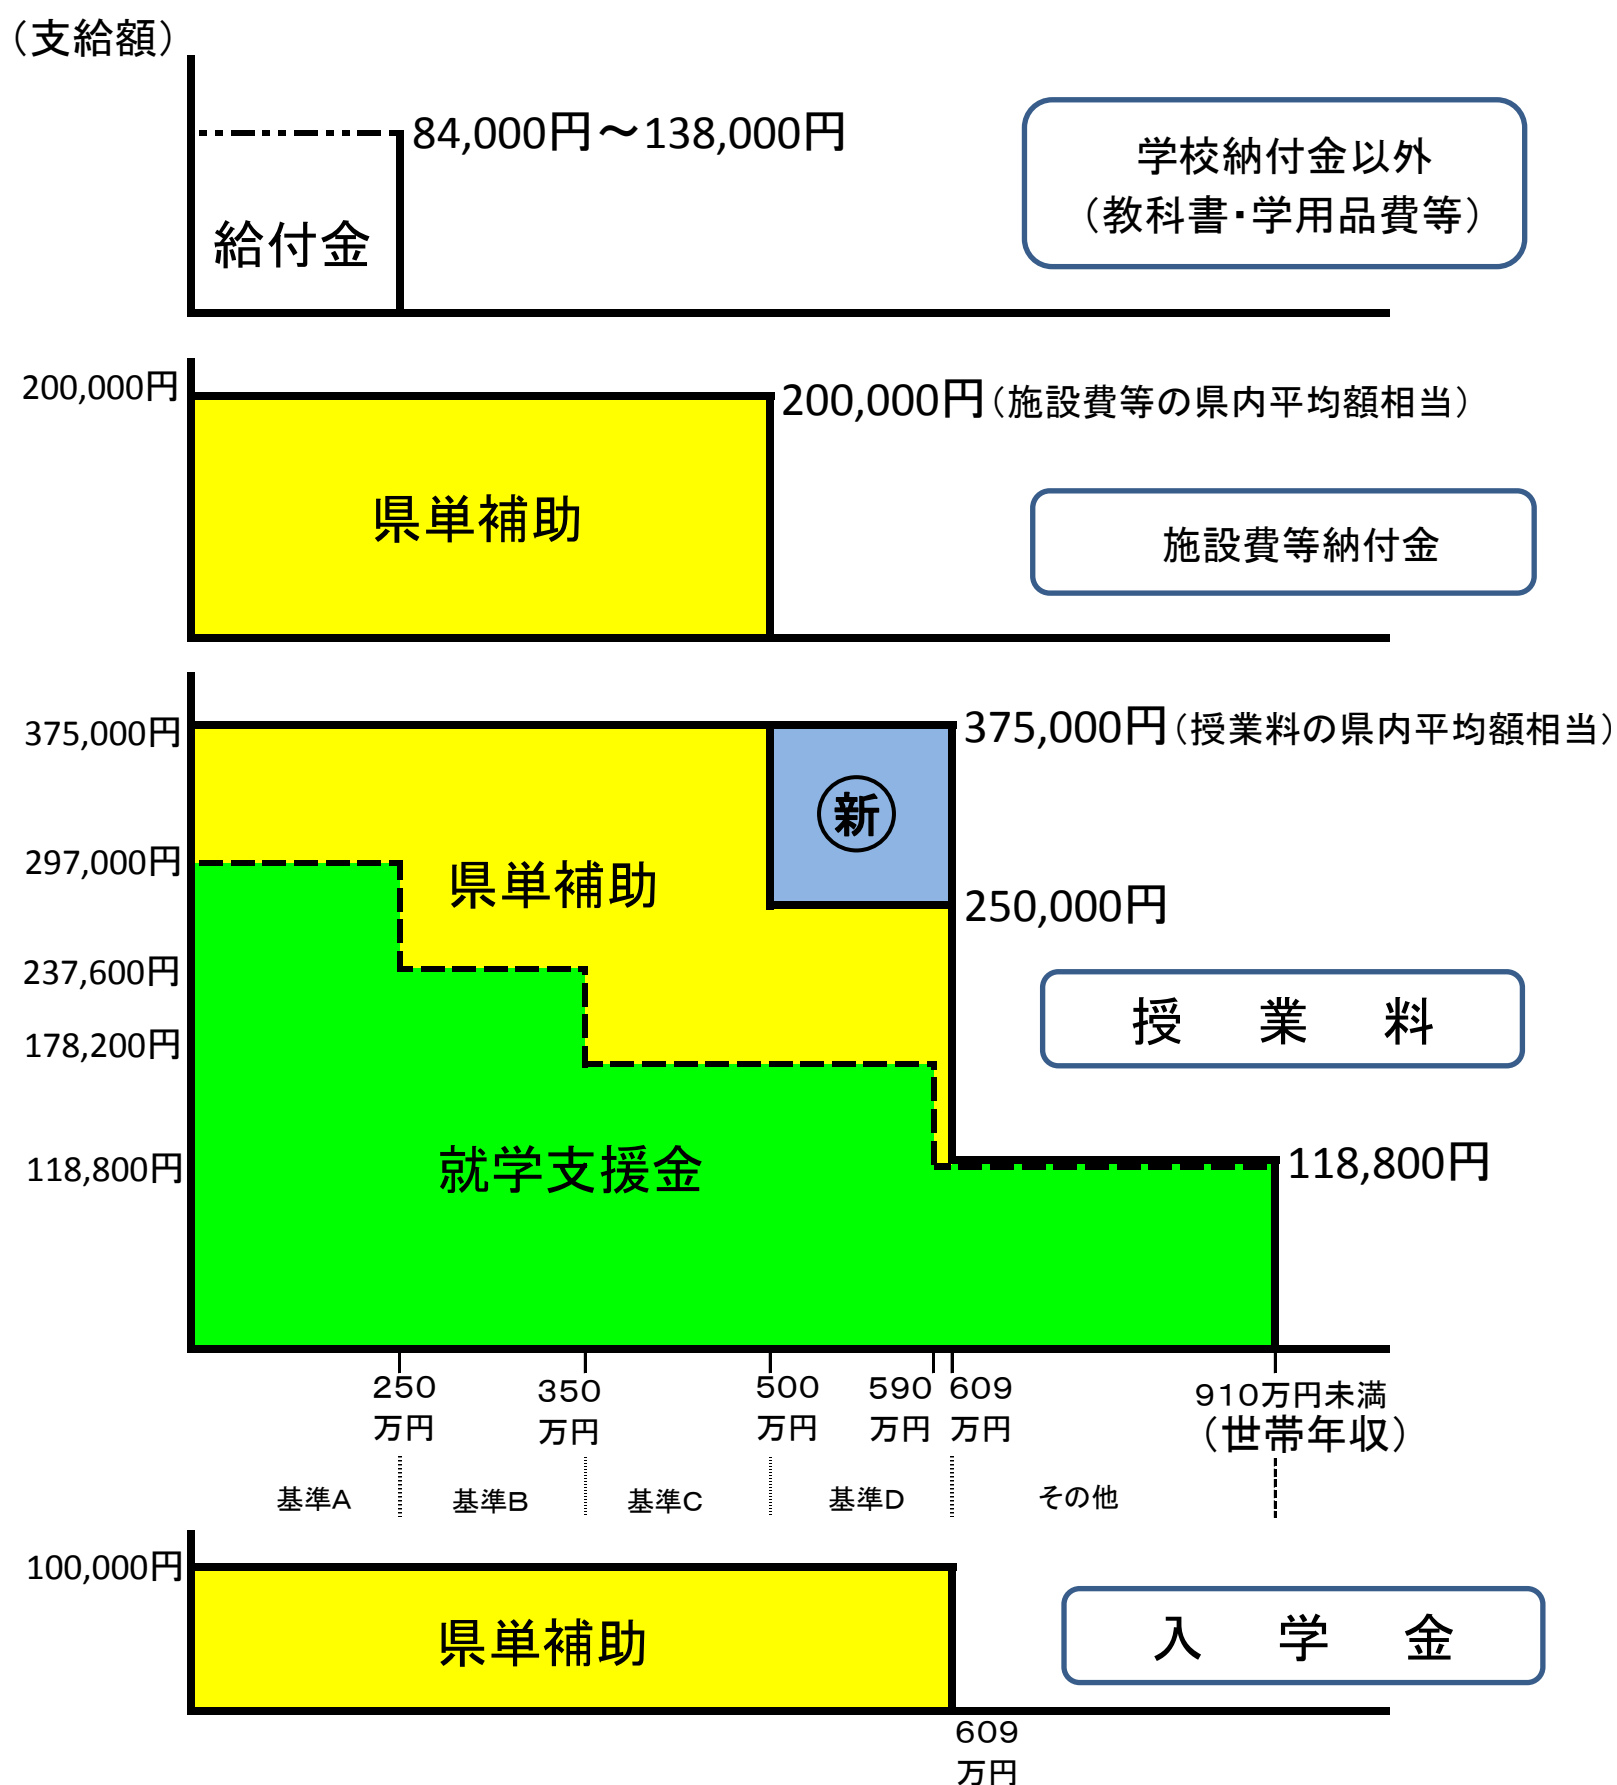 （支給額）
84,000円～138,000円
給付金
学校納付金以外
（教科書・学用品費等）
200,000円
200,000円（施設費等の県内平均額相当）
県単補助
施設費等納付金
375,000円
375,000円（授業料の県内平均額相当）
新
297,000円
県単補助
250,000円
237,600円
178,200円
授　業　料
118,800円
就学支援金
118,800円
250
万円
350
万円
500
万円
590
万円
609
万円
910万円未満
（世帯年収）
基準A
基準B
基準C
基準D
その他
100,000円
県単補助
入　学　金
609
万円